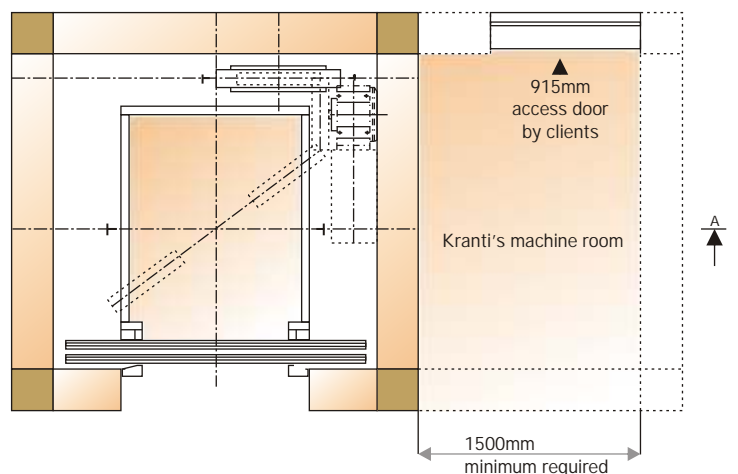 915mm
access door
by clients
A
Kranti's machine room
1500mm
minimum required